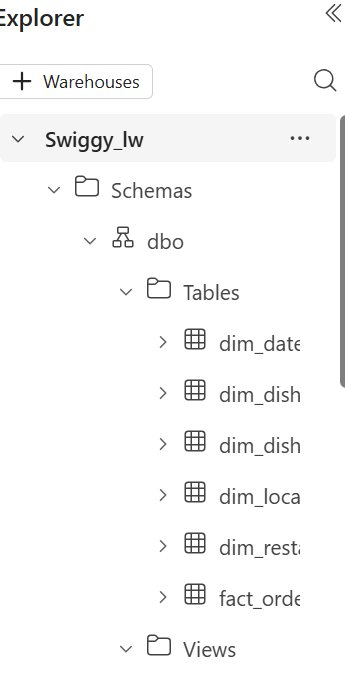 Explorer
Warehouses
Swiggy_lw
Schemas
dbo
Tables
dim_date
dim_dish
dim_dish
dim_loca
dim_resta
fact_orde
Views